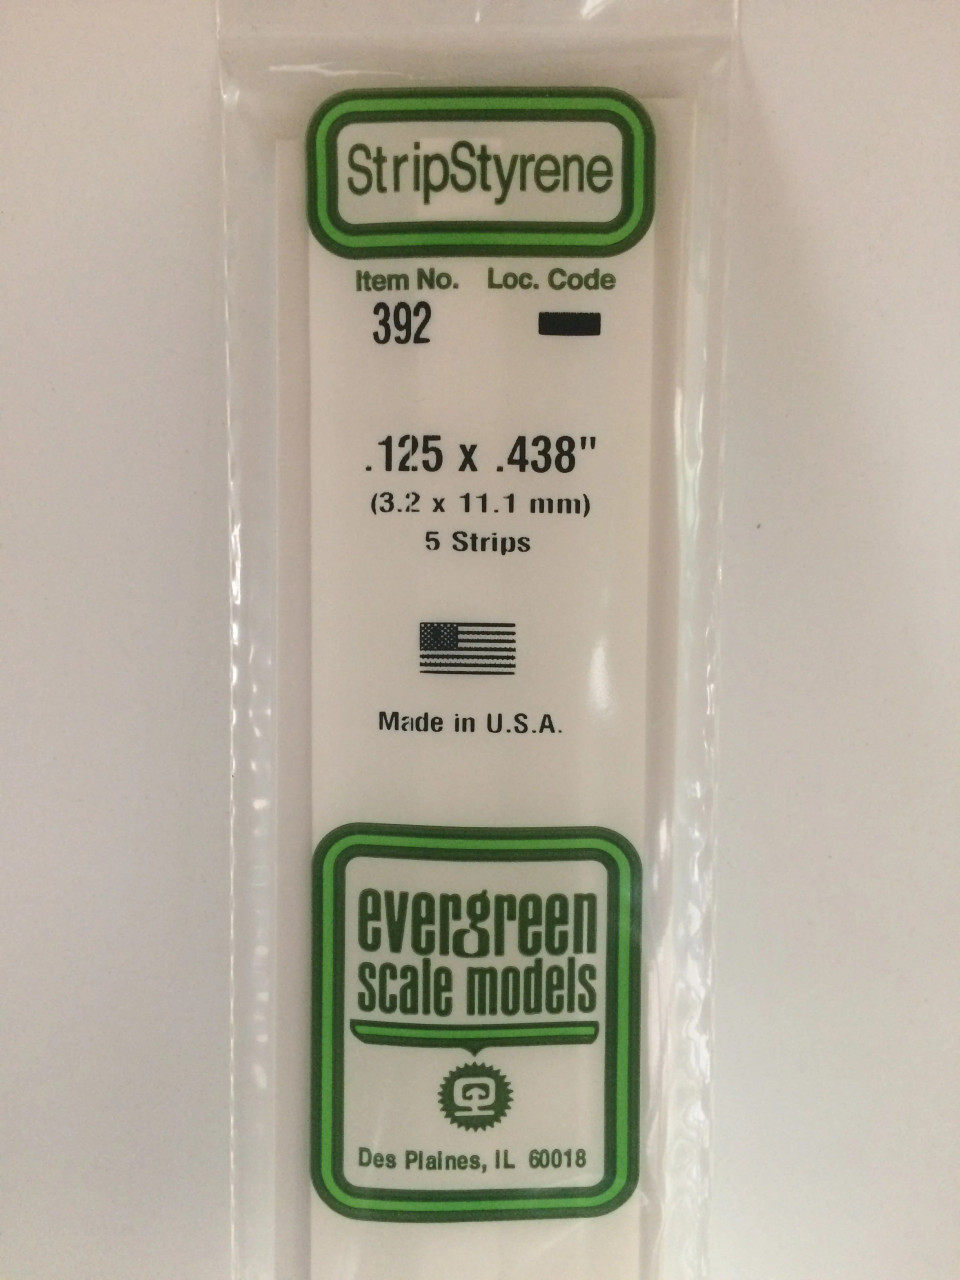 StripStyrene
Item No. Loc. Code
392
.125 x .438"
(3.2 x 11.1 mm)
5 Strips
Made in U.S.A.
evergreen
scale models
Des Plaines, IL 60018